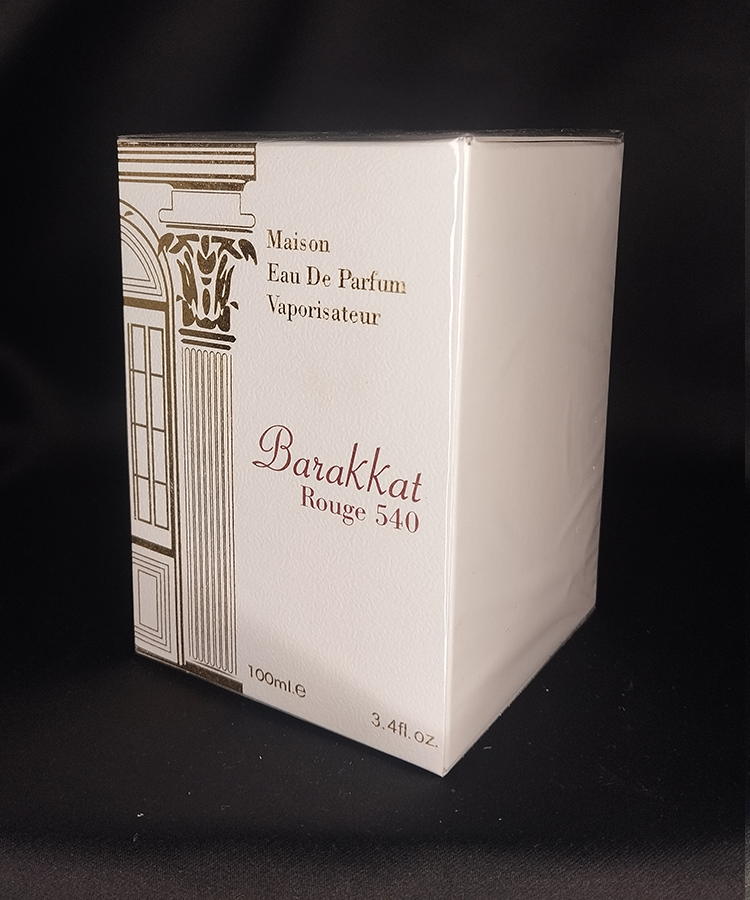 Maison
Eau De Parfum
Vaporisateur
Barakkat
Rouge 540
100ml.e
3.4fl.oz.